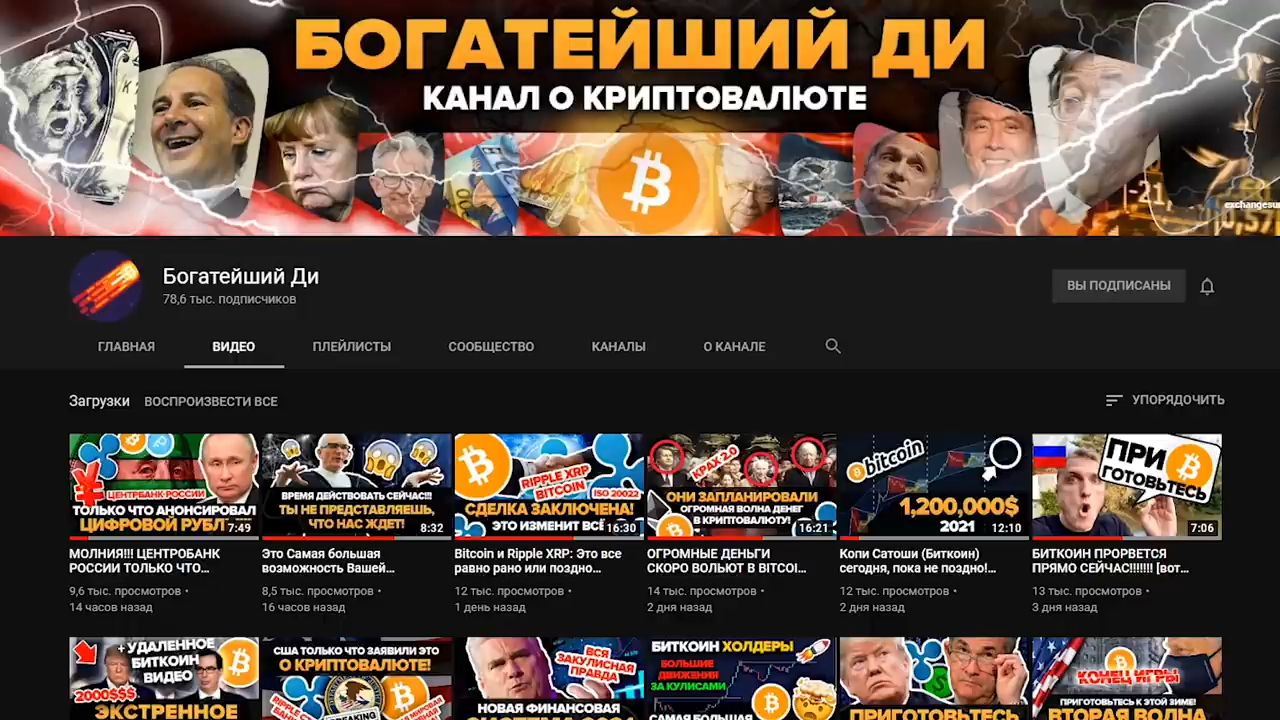 БОГАТЕЙШИЙ ДИ
КАНАЛ О КРИПТОВАЛЮТЕ
-21,
0,57
Богатейший Ди
78,6 тыс. подписчиков
ВЫ ПОДПИСАНЫ
ГЛАВНАЯ ВИДЕО ПЛЕЙЛИСТЫ СООБЩЕСТВО КАНАЛЫ О КАНАЛЕ
Загрузки ВОСПРОИЗВЕСТИ ВСЕ
УПОРЯДОЧИТЬ
ЦЕНТРБАНК РОССИИ
ТОЛЬКО ЧТО АНОНСИРОВАЛ
ЦИФРОВОЙ РУБЛ
7:49
МОЛНИЯ!!! ЦЕНТРОБАНК
РОССИИ ТОЛЬКО ЧТО...
9,6 тыс. просмотров •
14 часов назад
ВРЕМЯ ДЕЙСТВОВАТЬ СЕЙЧАС!!!
ТЫ НЕ ПРЕДСТАВЛЯЕШЬ,
ЧТО НАС ЖДЕТ!
8:32
Это Самая большая
возможность Вашей...
8,5 тыс. просмотров •
16 часов назад
RIPPLE XRP
BITCOIN
ISO 20022
СДЕЛКА ЗАКЛЮЧЕНА!
ЭТО ИЗМЕНИТ ВСЁ
16:30
Bitcoin и Ripple XRP: Это все
равно рано или поздно...
12 тыс. просмотров •
1 день назад
КРАХ 2.0
ОНИ ЗАПЛАНИРОВАЛИ
ОГРОМНАЯ ВОЛНА ДЕНЕГ
В КРИПТОВАЛЮТУ!
16:21
ОГРОМНЫЕ ДЕНЬГИ
СКОРО ВОЛЬЮТ В BITCOI...
14 тыс. просмотров •
2 дня назад
bitcoin
1,200,000$
2021
12:10
Копи Сатоши (Биткоин)
сегодня, пока не поздно!...
12 тыс. просмотров •
2 дня назад
ПРИ
ГОТОВЬТЕСЬ
7:06
БИТКОИН ПРОРВЕТСЯ
ПРЯМО СЕЙЧАС!!!!!!! [вот...
13 тыс. просмотров •
3 дня назад
+ УДАЛЕННОЕ
БИТКОИН
ВИДЕО
2000$$$
ЭКСТРЕННОЕ
США ТОЛЬКО ЧТО ЗАЯВИЛИ ЭТО
О КРИПТОВАЛЮТЕ!
ВСЯ
ЗАКУЛИСНАЯ
ПРАВДА
НОВАЯ ФИНАНСОВАЯ
БИТКОИН ХОЛДЕРЫ
БОЛЬШИЕ
ДВИЖЕНИЯ
ЗА КУЛИСАМИ
САМАЯ БОЛЬШАЯ
ПРИГОТОВЬТЕСЬ
КОНЕЦ ИГРЫ
ПРИГОТОВЬТЕСЬ К ЭТОЙ ЗИМЕ!
ВТОРАЯ ВОЛНА